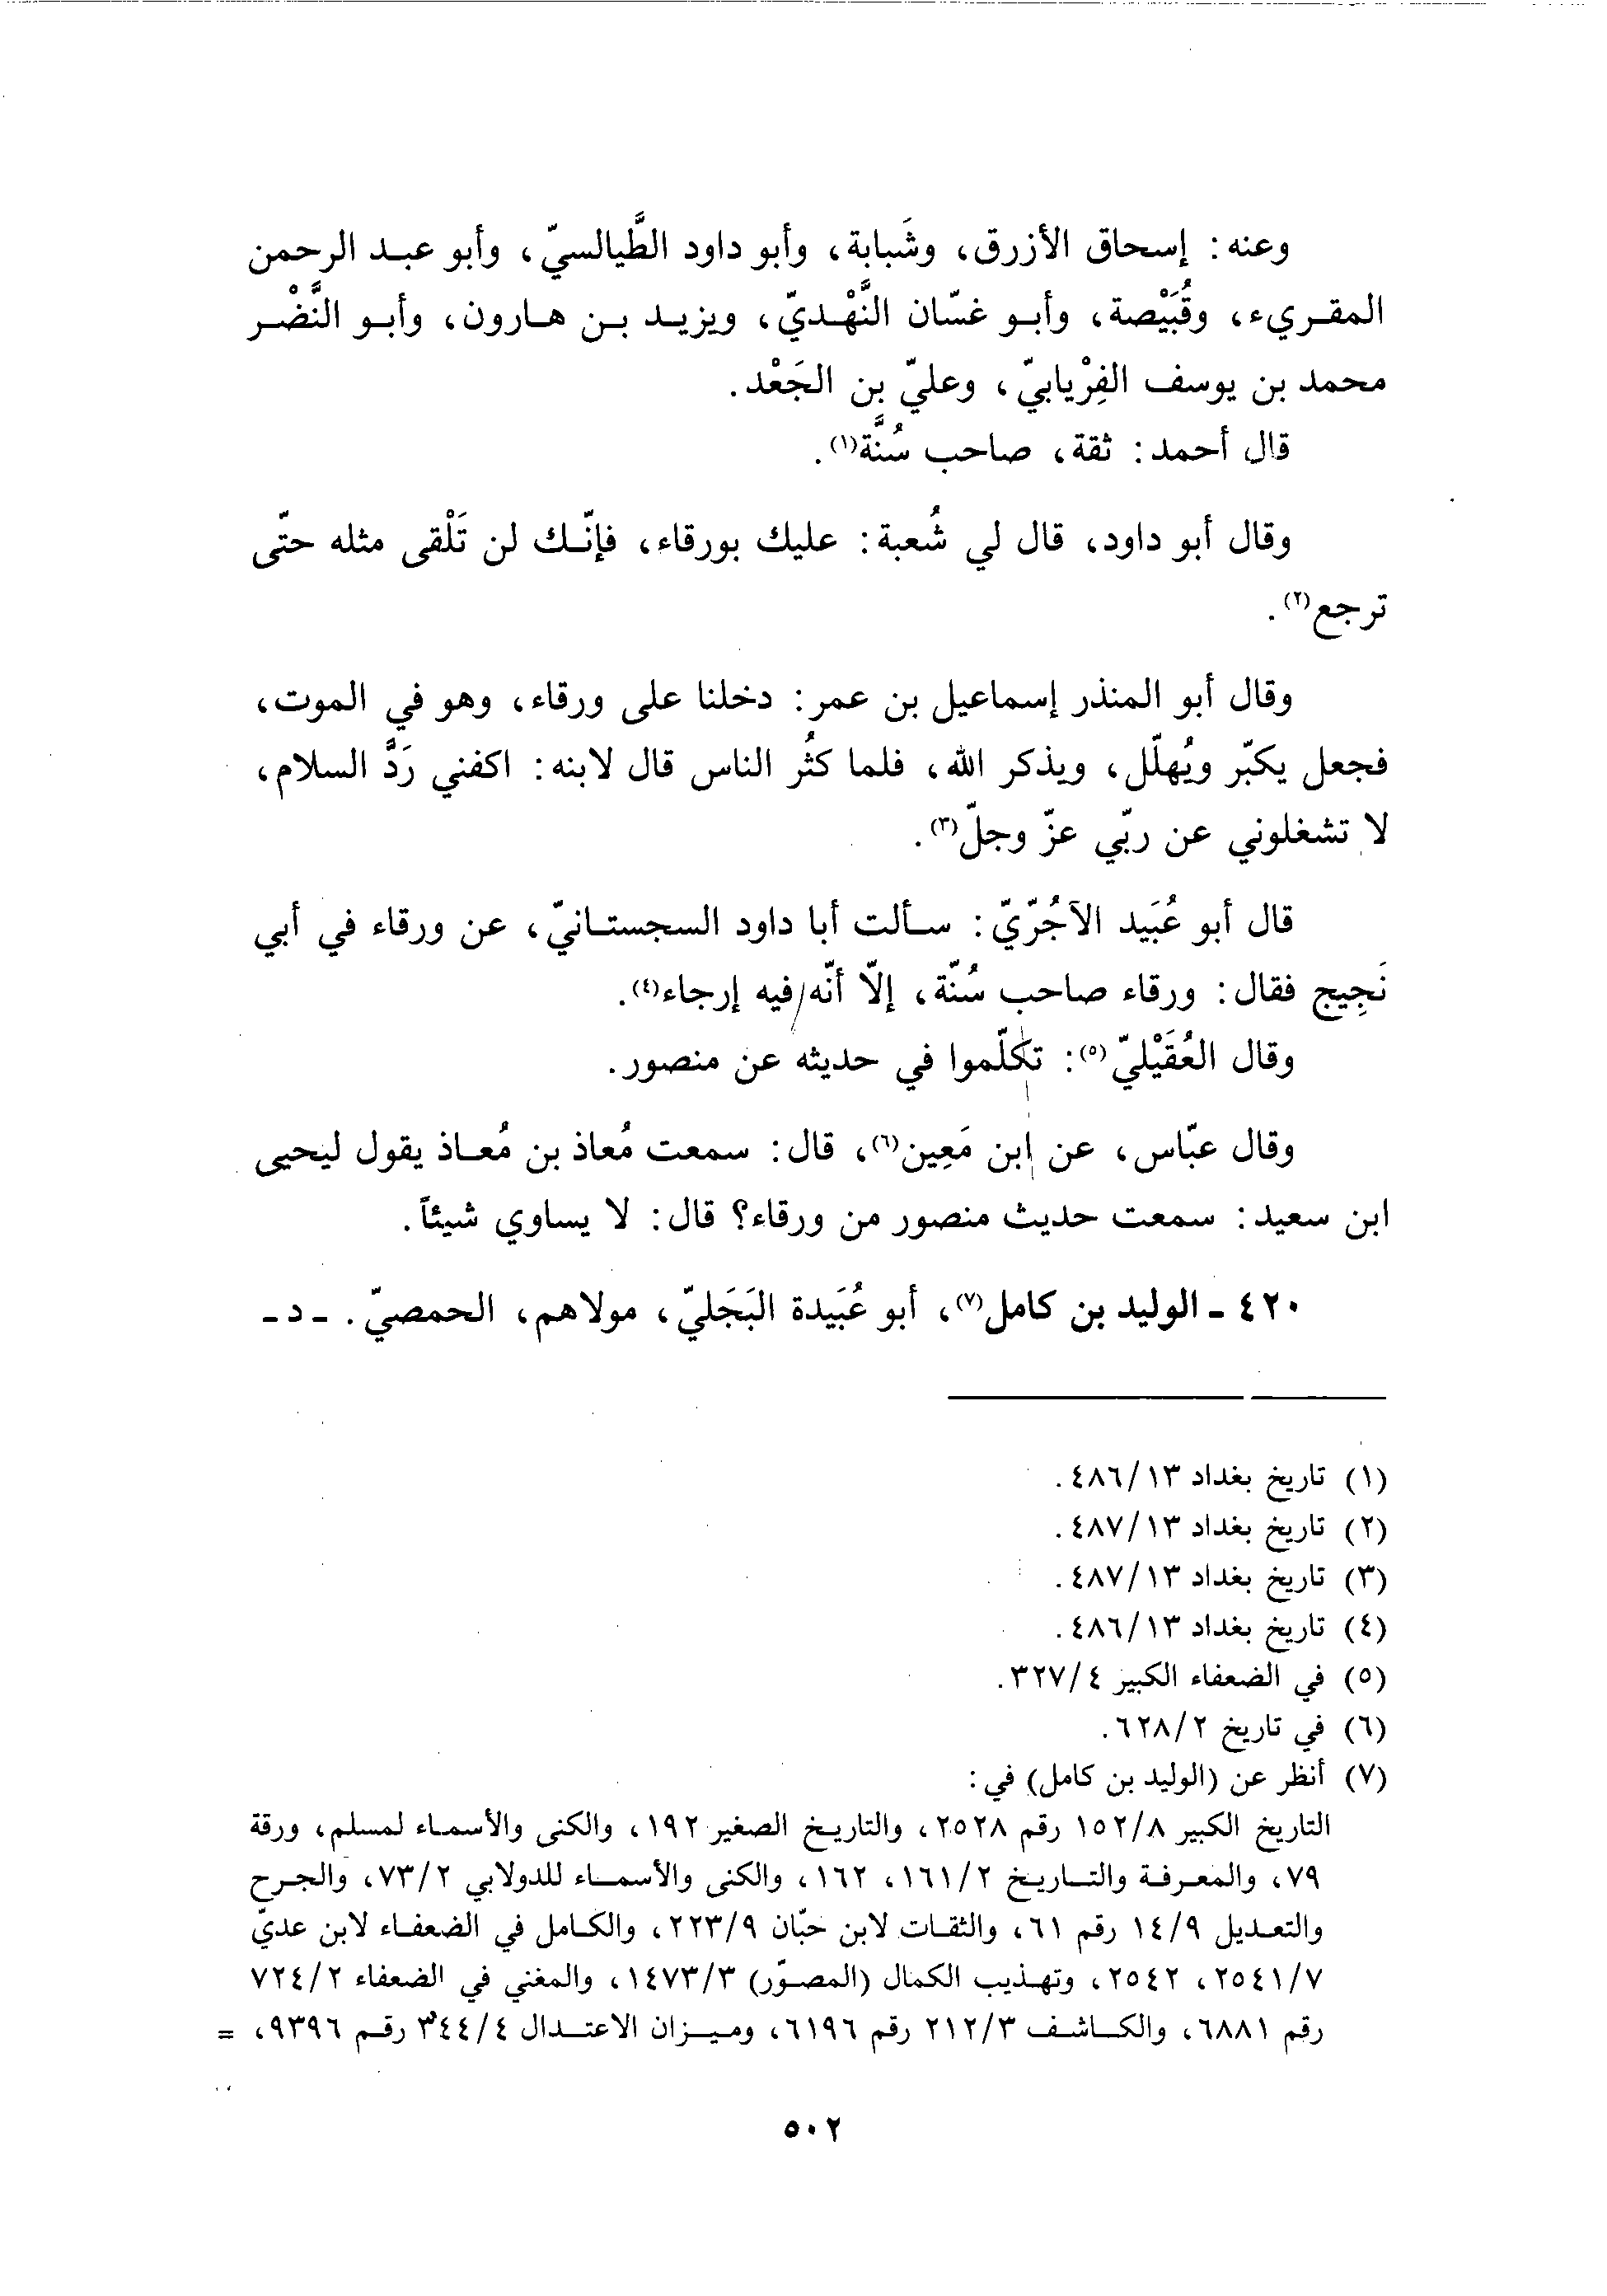 وعنه: إسحاق الأزرق، وشَبابة، وأبو داود الطَّيالسيّ، وأبو عبد الرحمن
المقريء، وقُبَيْصة، وأبو غسّان النَّهْديّ، ويزيد بن هارون، وأبو النَّضْر
محمد بن يوسف الفِرْيابيّ، وعليّ بن الجَعْد.
قال أحمد: ثقة، صاحب سُنَّة(١).
وقال أبو داود، قال لي شُعبة: عليك بورقاء، فإنّك لن تَلْقى مثله حتّى
ترجع(٢).
وقال أبو المنذر إسماعيل بن عمر: دخلنا على ورقاء، وهو في الموت،
فجعل يكبّر ويُهلّل، ويذكر الله، فلما كثُر الناس قال لابنه: اكفني رَدَّ السلام،
لا تشغلوني عن ربّي عزّ وجلّ(٣).
قال أبو عُبَيد الآجُرّيّ: سألت أبا داود السجستانيّ، عن ورقاء في أبي
نَجِيج فقال: ورقاء صاحب سُنّة، إلاّ أنّه فيه إرجاء(٤).
وقال العُقَيْليّ(٥): تكلّموا في حديثه عن منصور.
وقال عبّاس، عن ابن مَعِين(٦)، قال: سمعت مُعاذ بن مُعاذ يقول ليحيى
ابن سعيد: سمعت حديث منصور من ورقاء؟ قال: لا يساوي شيئاً.
٤٢٠ ـ الوليد بن كامل(٧)، أبو عُبَيدة البَجَليّ، مولاهم، الحمصيّ. ـ د ـ
(١) تاريخ بغداد ٤٨٦/١٣.
(٢) تاريخ بغداد ٤٨٧/١٣.
(٣) تاريخ بغداد ٤٨٧/١٣.
(٤) تاريخ بغداد ٤٨٦/١٣.
(٥) في الضعفاء الكبير ٣٢٧/٤.
(٦) في تاريخ ٦٢٨/٢.
(٧) أنظر عن (الوليد بن كامل) في:
التاريخ الكبير ١٥٢/٨ رقم ٢٥٢٨، والتاريخ الصغير ١٩٢، والكنى والأسماء لمسلم، ورقة
٧٩، والمعرفة والتاريخ ١٦١/٢، ١٦٢، والكنى والأسماء للدولابي ٧٣/٢، والجرح
والتعديل ١٤/٩ رقم ٦١، والثقات لابن حبّان ٢٢٣/٩، والكامل في الضعفاء لابن عديّ
٢٥٤١/٧، ٢٥٤٢، وتهذيب الكمال (المصوّر) ١٤٧٣/٣، والمغني في الضعفاء ٧٢٤/٢
رقم ٦٨٨١، والكاشف ٢١٢/٣ رقم ٦١٩٦، وميزان الاعتدال ٣٤٤/٤ رقم ٩٣٩٦، =
٥٠٢